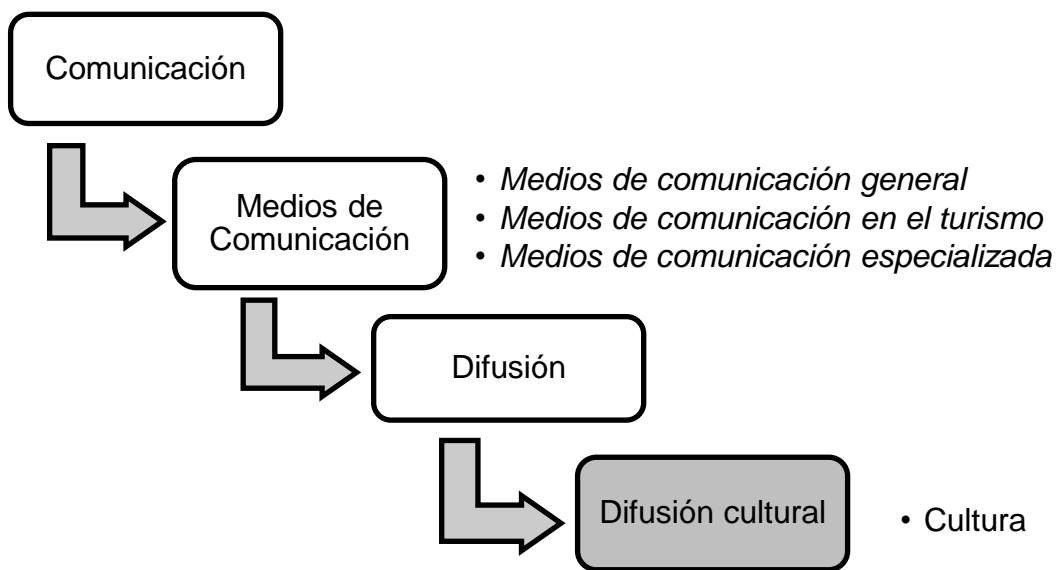 Comunicación
Medios de
Comunicación
• Medios de comunicación general
• Medios de comunicación en el turismo
• Medios de comunicación especializada
Difusión
Difusión cultural
• Cultura